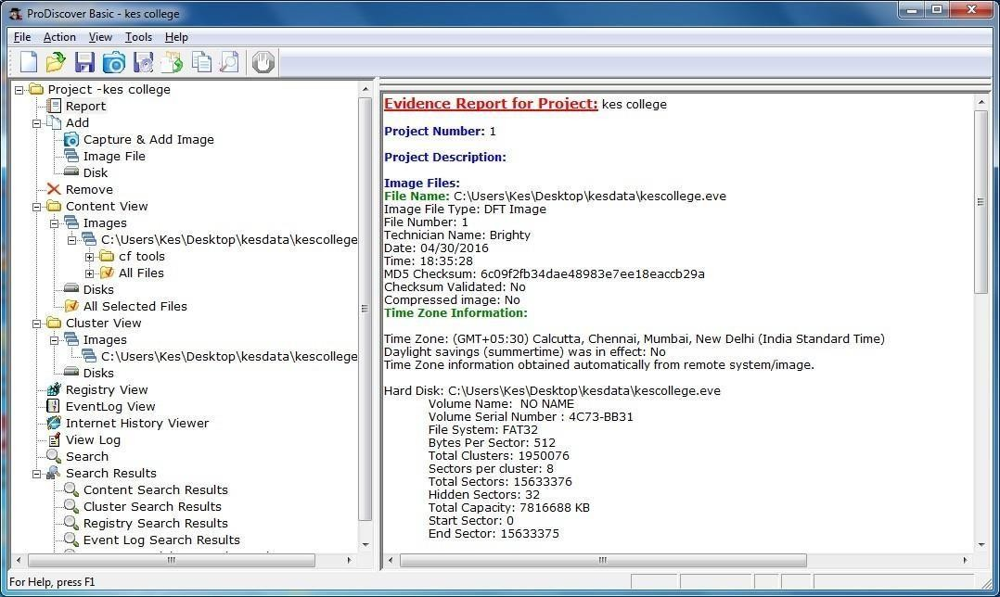 ProDiscover Basic - kes college
File Action View Tools Help
Project -kes college
Report
Add
Capture & Add Image
Image File
Disk
Remove
Content View
Images
C:\Users\Kes\Desktop\kesdata\kescollege
cf tools
All Files
Disks
All Selected Files
Cluster View
Images
C:\Users\Kes\Desktop\kesdata\kescollege
Disks
Registry View
EventLog View
Internet History Viewer
View Log
Search
Search Results
Content Search Results
Cluster Search Results
Registry Search Results
Event Log Search Results
Evidence Report for Project: kes college
Project Number: 1
Project Description:
Image Files:
File Name: C:\Users\Kes\Desktop\kesdata\kescollege.eve
Image File Type: DFT Image
File Number: 1
Technician Name: Brighty
Date: 04/30/2016
Time: 18:35:28
MD5 Checksum: 6c09f2fb34dae48983e7ee18eaccb29a
Checksum Validated: No
Compressed image: No
Time Zone Information:
Time Zone: (GMT+05:30) Calcutta, Chennai, Mumbai, New Delhi (India Standard Time)
Daylight savings (summertime) was in effect: No
Time Zone information obtained automatically from remote system/image.
Hard Disk: C:\Users\Kes\Desktop\kesdata\kescollege.eve
Volume Name: NO NAME
Volume Serial Number : 4C73-BB31
File System: FAT32
Bytes Per Sector: 512
Total Clusters: 1950076
Sectors per cluster: 8
Total Sectors: 15633376
Hidden Sectors: 32
Total Capacity: 7816688 KB
Start Sector: 0
End Sector: 15633375
For Help, press F1